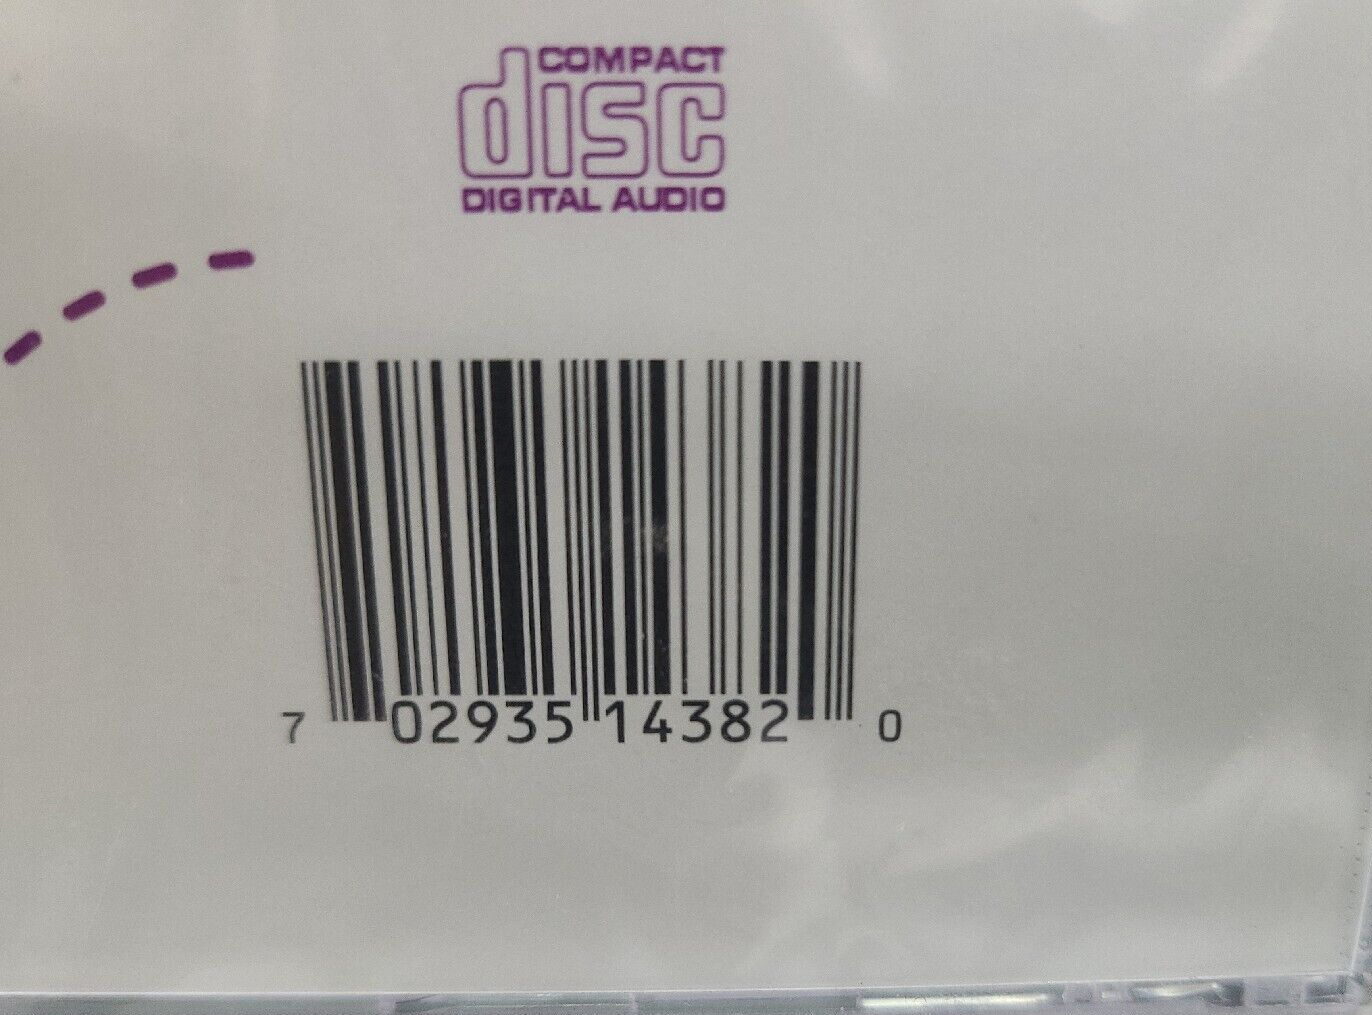 COMPACT
disc
DIGITAL AUDIO
7 02935 14382 0